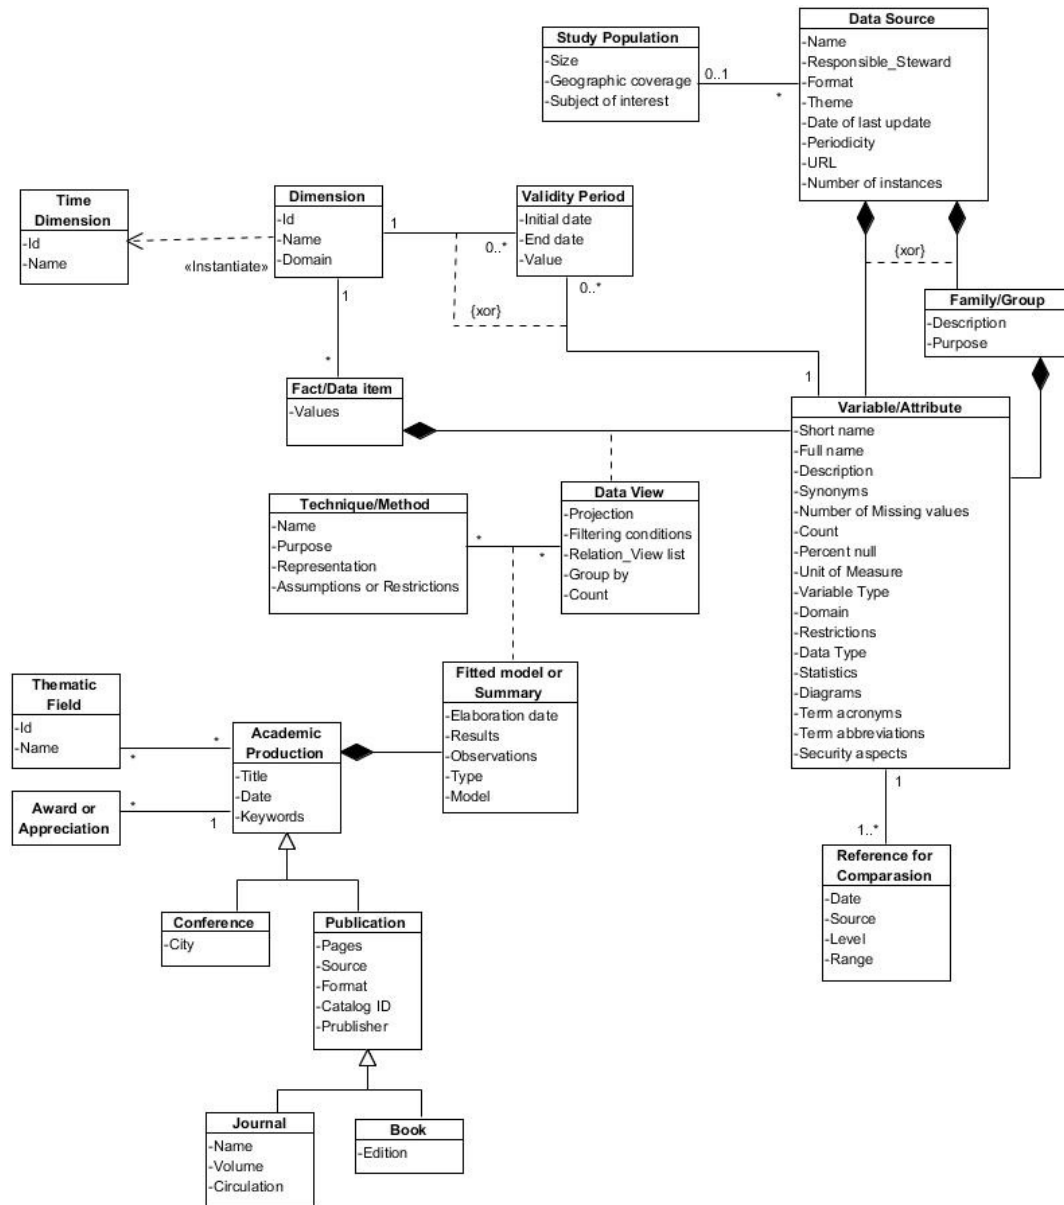 Study Population
-Size
-Geographic coverage
-Subject of interest
0..1
*
Data Source
-Name
-Responsible_Steward
-Format
-Theme
-Date of last update
-Periodicity
-URL
-Number of instances
Time
Dimension
-Id
-Name
«Instantiate»
Dimension
-Id
-Name
-Domain
1
0..*
Validity Period
-Initial date
-End date
-Value
0..*
{xor}
{xor}
Family/Group
-Description
-Purpose
1
*
1
Fact/Data item
-Values
Variable/Attribute
-Short name
-Full name
-Description
-Synonyms
-Number of Missing values
-Count
-Percent null
-Unit of Measure
-Variable Type
-Domain
-Restrictions
-Data Type
-Statistics
-Diagrams
-Term acronyms
-Term abbreviations
-Security aspects
Technique/Method
-Name
-Purpose
-Representation
-Assumptions or Restrictions
*
*
Data View
-Projection
-Filtering conditions
-Relation_View list
-Group by
-Count
Fitted model or
Summary
-Elaboration date
-Results
-Observations
-Type
-Model
Thematic
Field
-Id
-Name
*
*
Academic
Production
-Title
-Date
-Keywords
Award or
Appreciation
*
1
1
1..*
Reference for
Comparasion
-Date
-Source
-Level
-Range
Conference
-City
Publication
-Pages
-Source
-Format
-Catalog ID
-Prublisher
Journal
-Name
-Volume
-Circulation
Book
-Edition